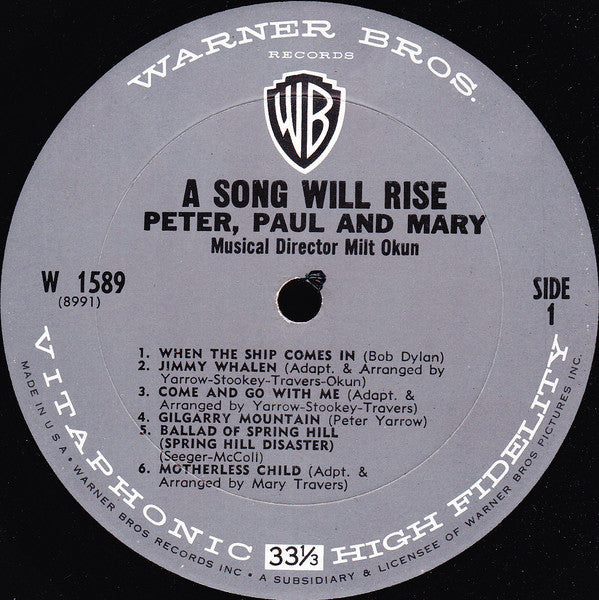 WARNER BROS.
RECORDS
WB
A SONG WILL RISE
PETER, PAUL AND MARY
Musical Director Milt Okun
W 1589
(8991)
SIDE
1
1. WHEN THE SHIP COMES IN (Bob Dylan)
2. JIMMY WHALEN (Adapt. & Arranged by
Yarrow-Stookey-Travers-Okun)
3. COME AND GO WITH ME (Adapt. &
Arranged by Yarrow-Stookey-Travers)
4. GILGARRY MOUNTAIN (Peter Yarrow)
5. BALLAD OF SPRING HILL
(SPRING HILL DISASTER)
(Seeger-McColl)
6. MOTHERLESS CHILD (Adpt. &
Arranged by Mary Travers)
VITAPHONIC 33⅓ HIGH FIDELITY
MADE IN U.S.A. • WARNER BROS RECORDS INC • A SUBSIDIARY & LICENSEE OF WARNER BROS PICTURES INC.